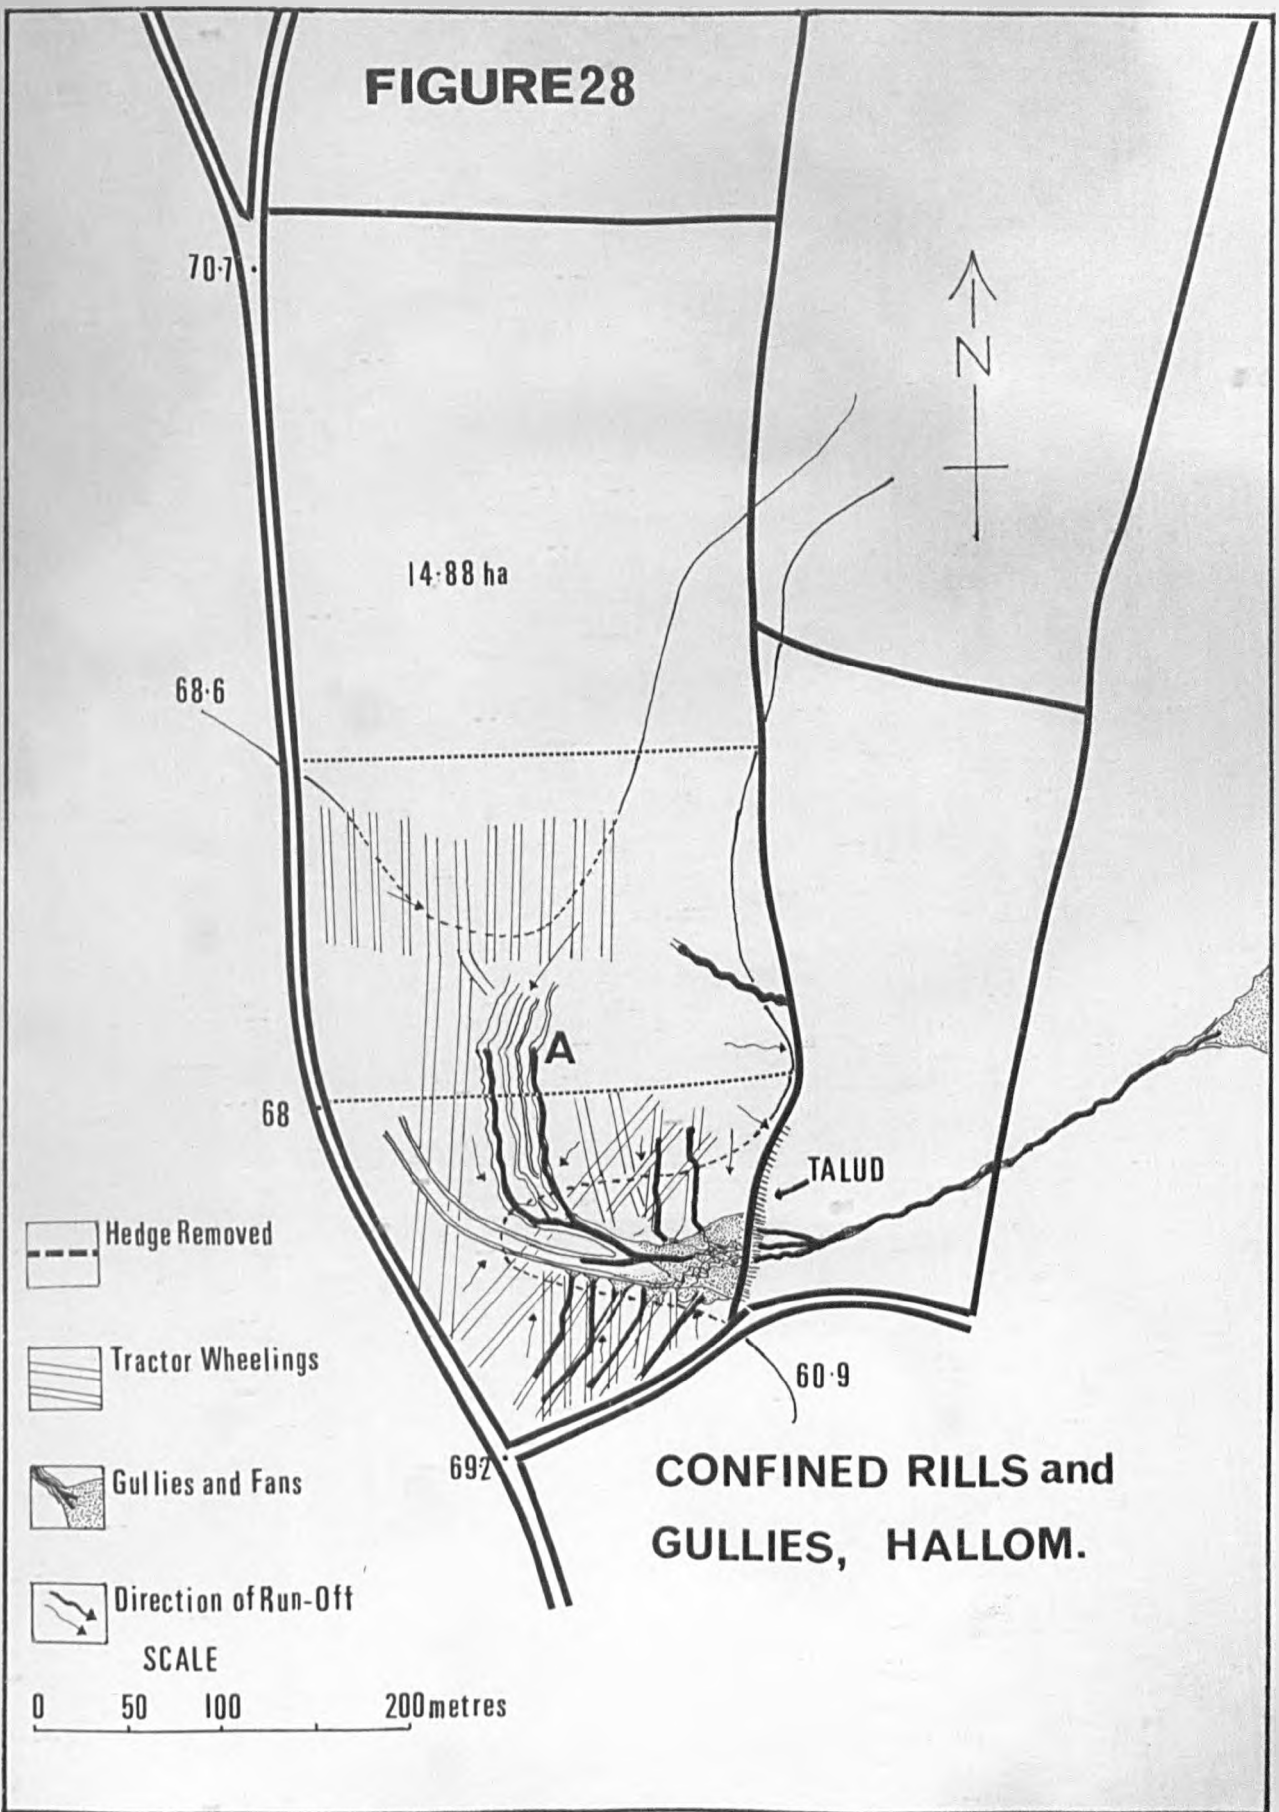 FIGURE 28
70·7
N
14·88 ha
68·6
A
68
TALUD
Hedge Removed
Tractor Wheelings
60·9
692
CONFINED RILLS and
GULLIES, HALLOM.
Gullies and Fans
Direction of Run-Off
SCALE
0 50 100 200 metres